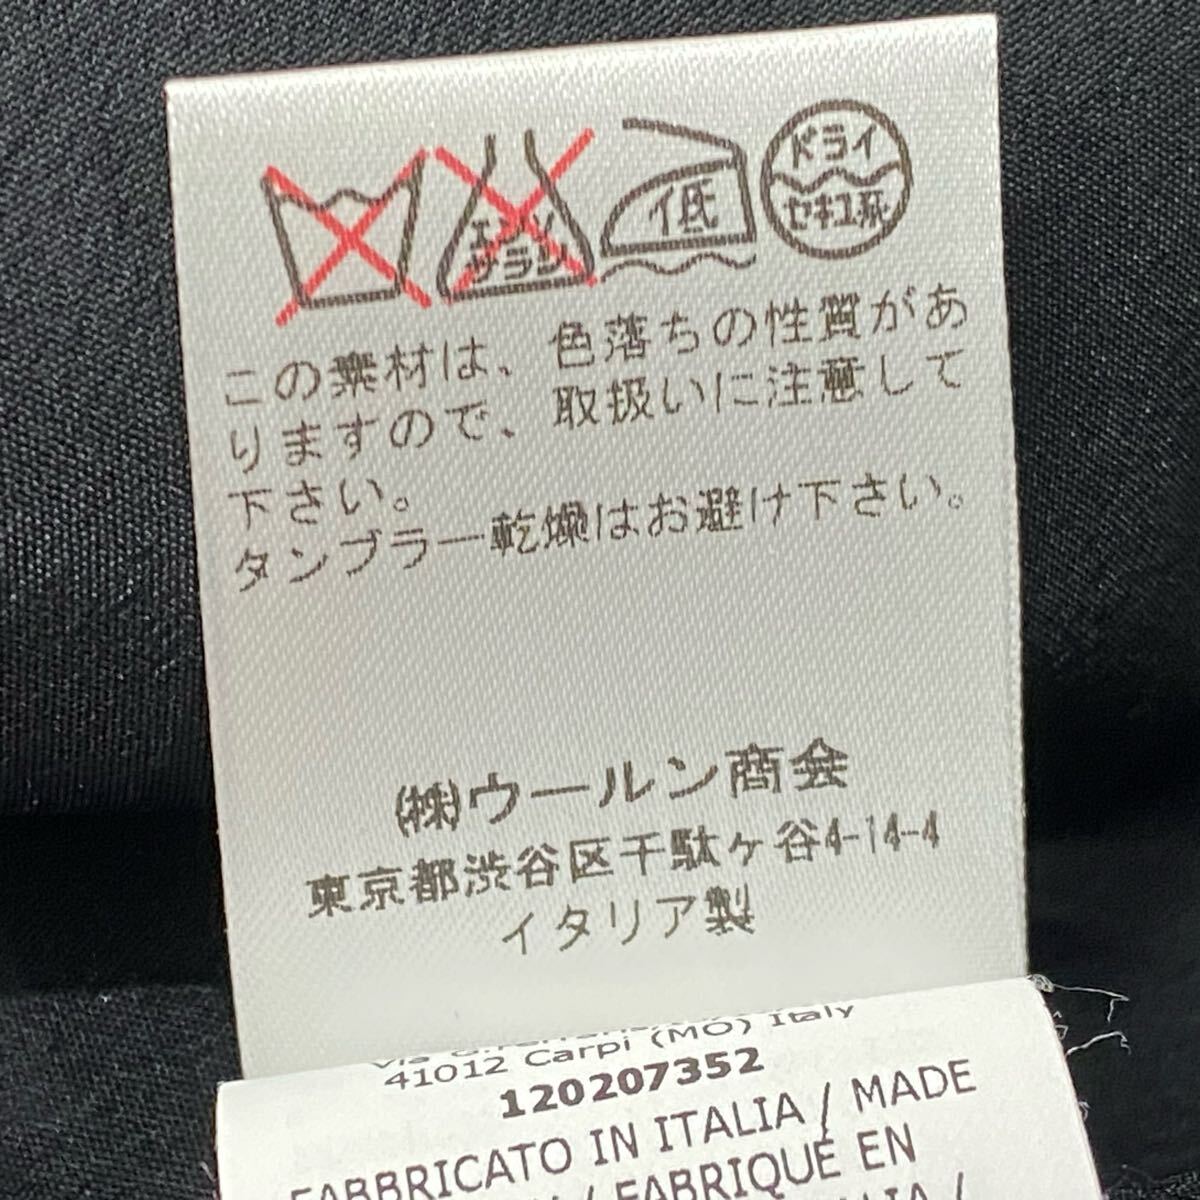 エンソ
サラシ
低
ドライ
セキユ系
この素材は、色落ちの性質があ
りますので、取扱いに注意して
下さい。
タンブラー乾燥はお避け下さい。
(株)ウールン商会
東京都渋谷区千駄ヶ谷4-14-4
イタリア製
41012 Carpi (MO) Italy
120207352
FABBRICATO IN ITALIA / MADE
/ FABRIQUÉ EN